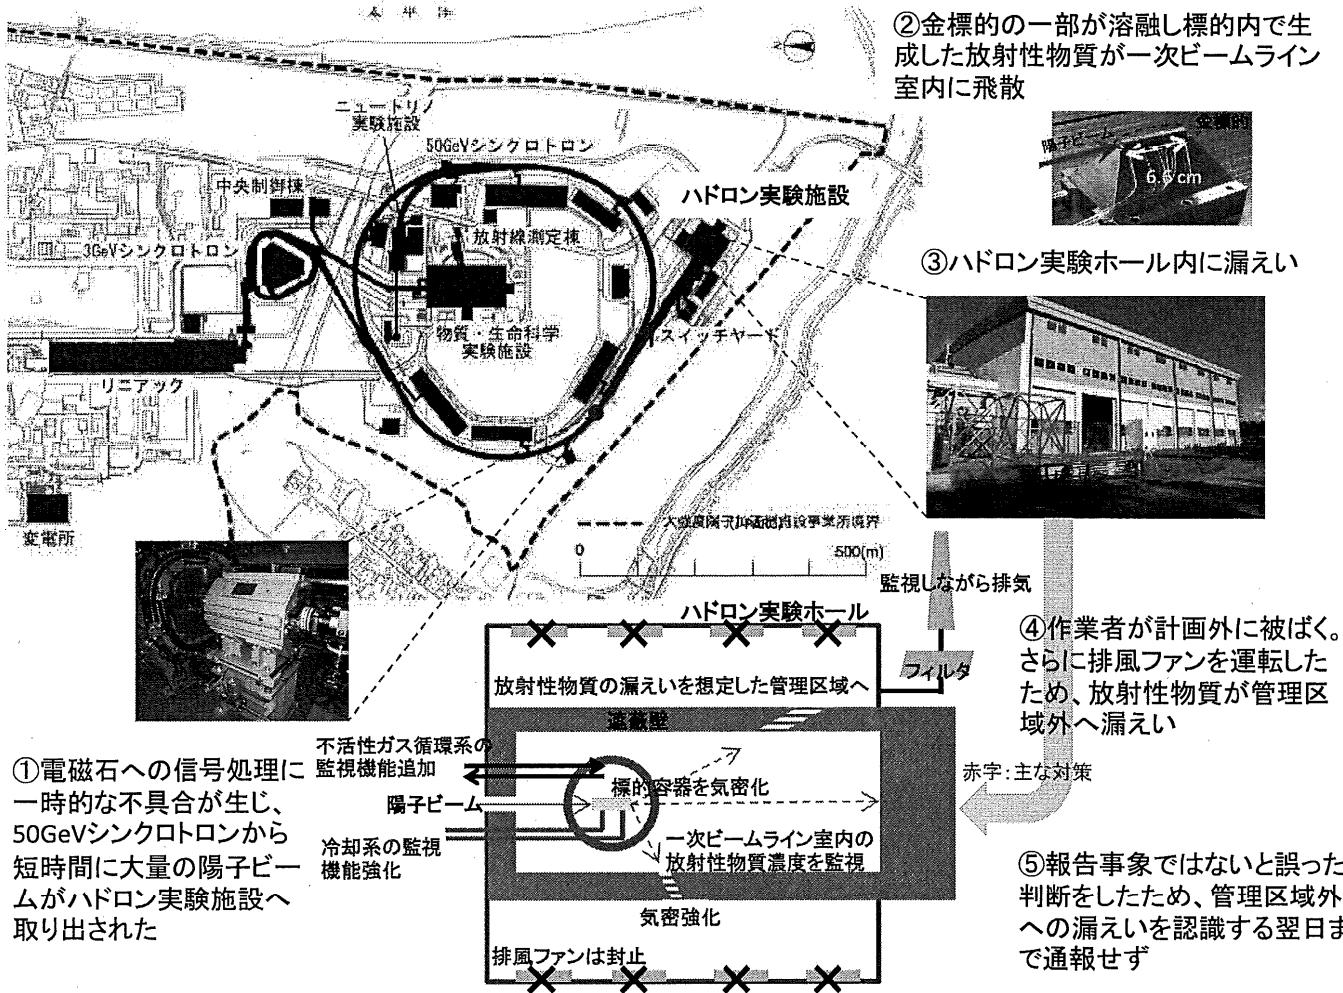 太平洋
②金標的の一部が溶融し標的内で生
成した放射性物質が一次ビームライン
室内に飛散
金標的
陽子ビーム
6.6 cm
ニュートリノ
実験施設
50GeVシンクロトロン
中央制御棟
ハドロン実験施設
3GeVシンクロトロン
放射線測定棟
③ハドロン実験ホール内に漏えい
物質・生命科学
実験施設
スイッチヤード
リニアック
変電所
0
500(m)
監視しながら排気
ハドロン実験ホール
フィルタ
④作業者が計画外に被ばく。
さらに排風ファンを運転した
ため、放射性物質が管理区
域外へ漏えい
放射性物質の漏えいを想定した管理区域へ
遮蔽壁
不活性ガス循環系の
監視機能追加
標的容器を気密化
赤字：主な対策
①電磁石への信号処理に
一時的な不具合が生じ、
50GeVシンクロトロンから
短時間に大量の陽子ビー
ムがハドロン実験施設へ
取り出された
陽子ビーム
冷却系の監視
機能強化
一次ビームライン室内の
放射性物質濃度を監視
気密強化
排風ファンは封止
⑤報告事象ではないと誤った
判断をしたため、管理区域外
への漏えいを認識する翌日ま
で通報せず